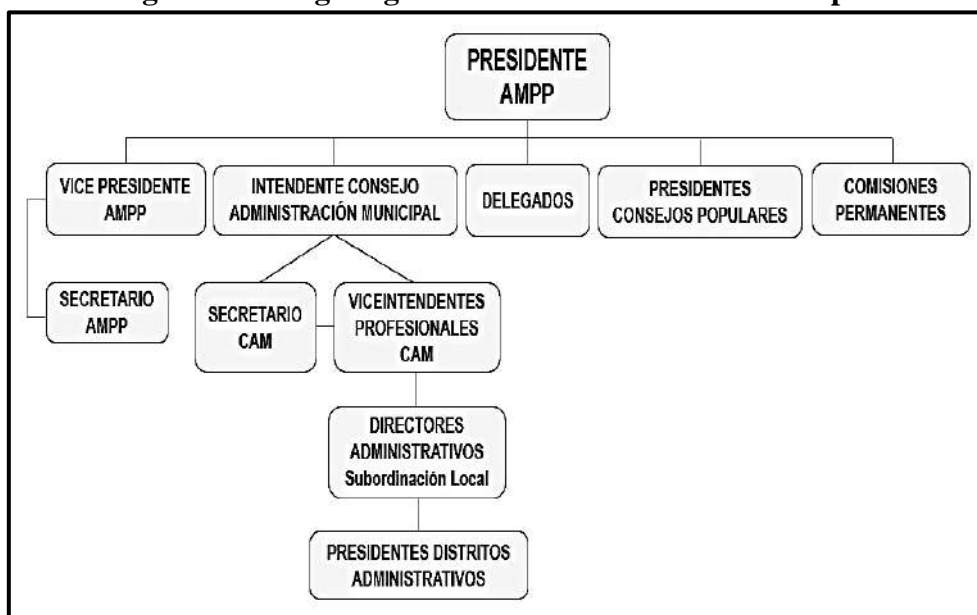 PRESIDENTE
AMPP
VICE PRESIDENTE
AMPP
INTENDENTE CONSEJO
ADMINISTRACIÓN MUNICIPAL
DELEGADOS
PRESIDENTES
CONSEJOS POPULARES
COMISIONES
PERMANENTES
SECRETARIO
AMPP
SECRETARIO
CAM
VICEINTENDENTES
PROFESIONALES
CAM
DIRECTORES
ADMINISTRATIVOS
Subordinación Local
PRESIDENTES DISTRITOS
ADMINISTRATIVOS